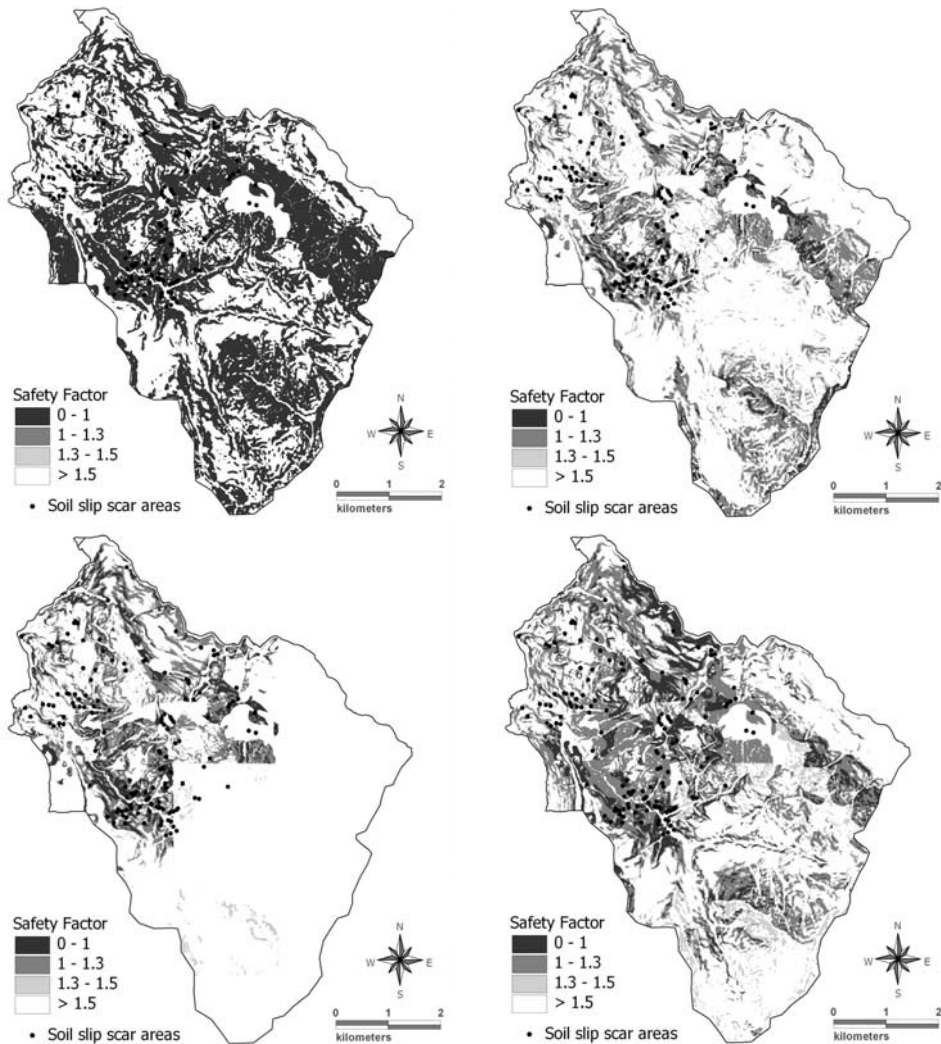 N
W E
S
Safety Factor
0 - 1
1 - 1.3
1.3 - 1.5
> 1.5
Soil slip scar areas
0 1 2
kilometers
N
W E
S
Safety Factor
0 - 1
1 - 1.3
1.3 - 1.5
> 1.5
Soil slip scar areas
0 1 2
kilometers
N
W E
S
Safety Factor
0 - 1
1 - 1.3
1.3 - 1.5
> 1.5
Soil slip scar areas
0 1 2
kilometers
N
W E
S
Safety Factor
0 - 1
1 - 1.3
1.3 - 1.5
> 1.5
Soil slip scar areas
0 1 2
kilometers